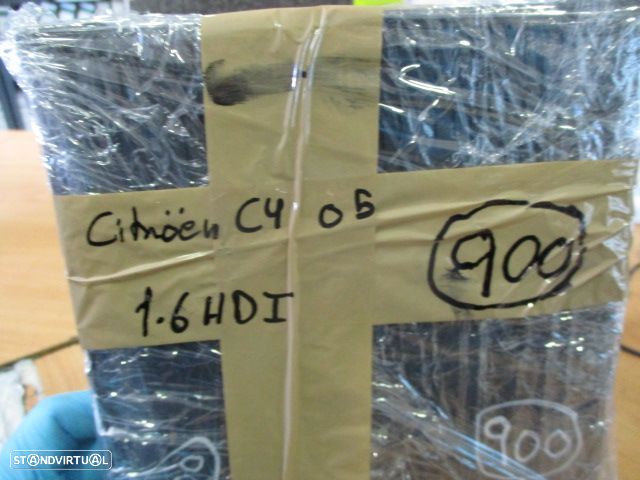 Citröen C4 05
900
1.6 HDI
900
STANDVIRTUAL